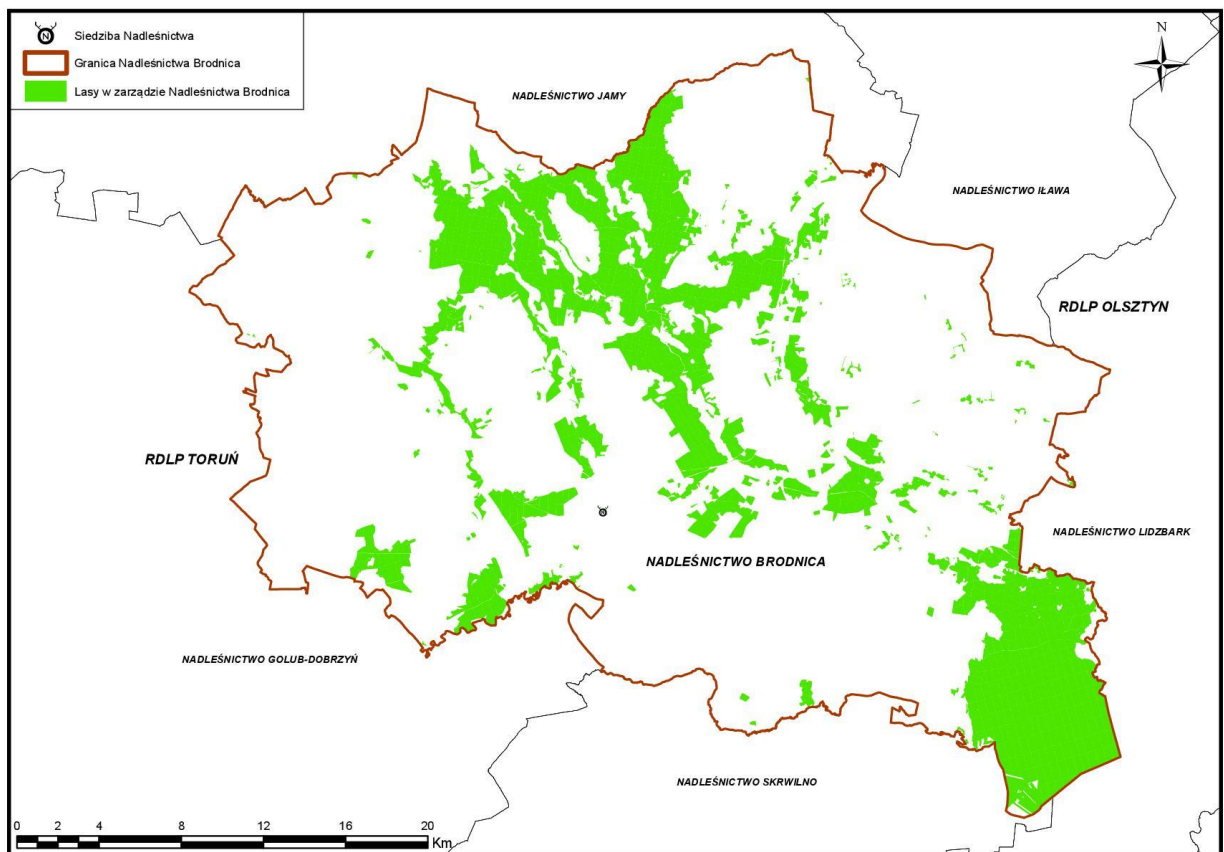 Siedziba Nadleśnictwa
Granica Nadleśnictwa Brodnica
Lasy w zarządzie Nadleśnictwa Brodnica
N
N
NADLEŚNICTWO JAMY
NADLEŚNICTWO IŁAWA
RDLP OLSZTYN
RDLP TORUŃ
NADLEŚNICTWO LIDZBARK
N
NADLEŚNICTWO BRODNICA
NADLEŚNICTWO GOLUB-DOBRZYŃ
NADLEŚNICTWO SKRWILNO
0 2 4 8 12 16 20
Km